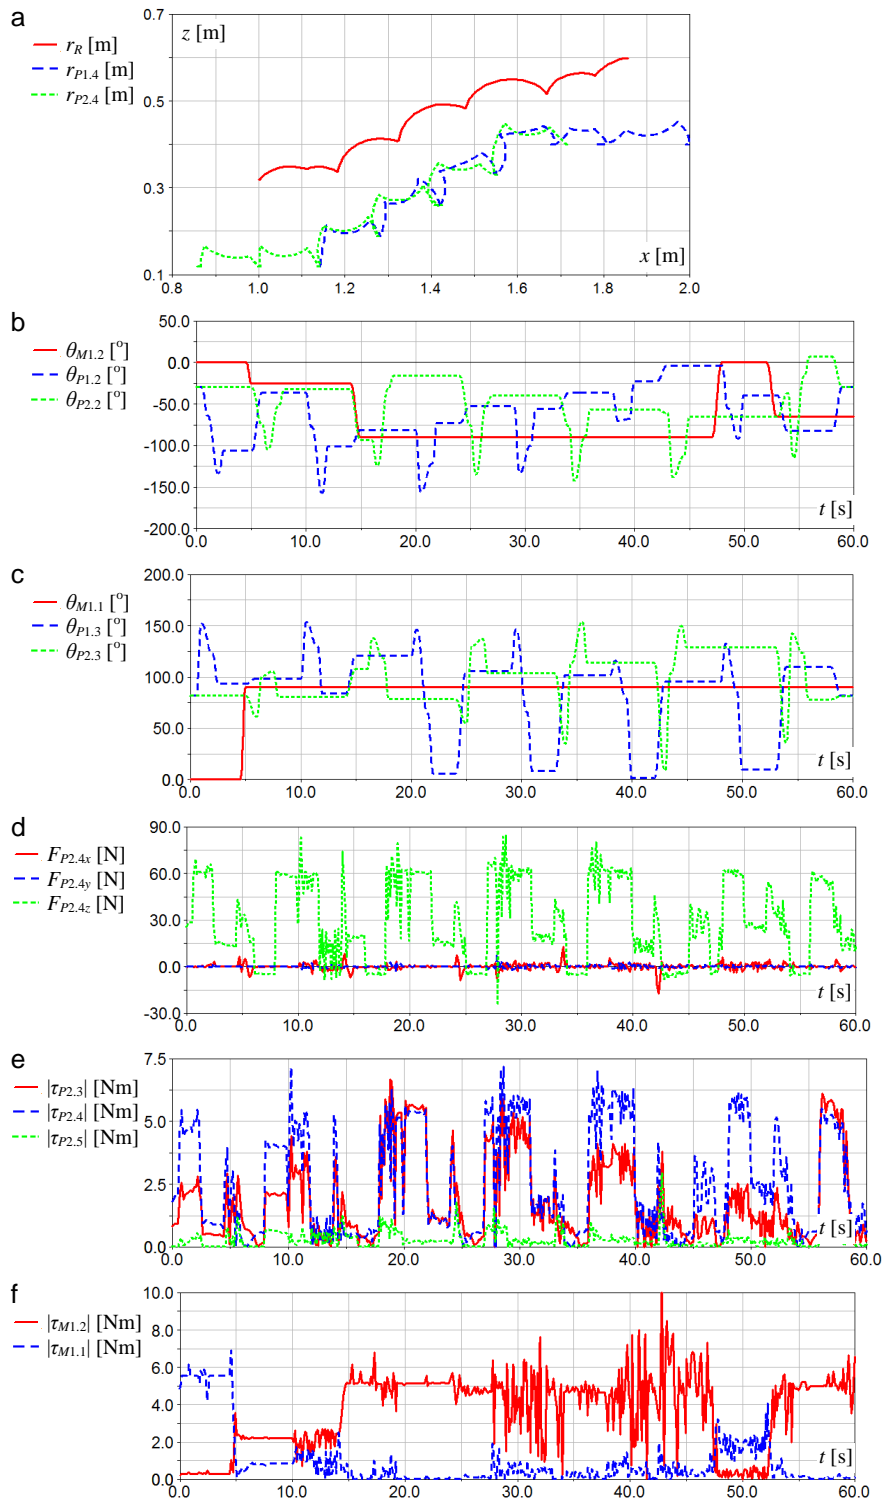 a
0.7
z [m]
r_R [m]
r_P1.4 [m]
r_P2.4 [m]
0.5
0.3
x [m]
0.1
0.8 1.0 1.2 1.4 1.6 1.8 2.0
b
50.0
θ_M1.2 [°]
0.0
θ_P1.2 [°]
θ_P2.2 [°]
-50.0
-100.0
-150.0
t [s]
-200.0
0.0 10.0 20.0 30.0 40.0 50.0 60.0
c
200.0
θ_M1.1 [°]
θ_P1.3 [°]
150.0
θ_P2.3 [°]
100.0
50.0
t [s]
0.0
0.0 10.0 20.0 30.0 40.0 50.0 60.0
d
90.0
F_P2.4x [N]
F_P2.4y [N]
60.0
F_P2.4z [N]
30.0
0.0
t [s]
-30.0
0.0 10.0 20.0 30.0 40.0 50.0 60.0
e
7.5
|τ_P2.3| [Nm]
|τ_P2.4| [Nm]
5.0
|τ_P2.5| [Nm]
2.5
t [s]
0.0
0.0 10.0 20.0 30.0 40.0 50.0 60.0
f
10.0
|τ_M1.2| [Nm]
8.0
|τ_M1.1| [Nm]
6.0
4.0
2.0
t [s]
0.0
0.0 10.0 20.0 30.0 40.0 50.0 60.0